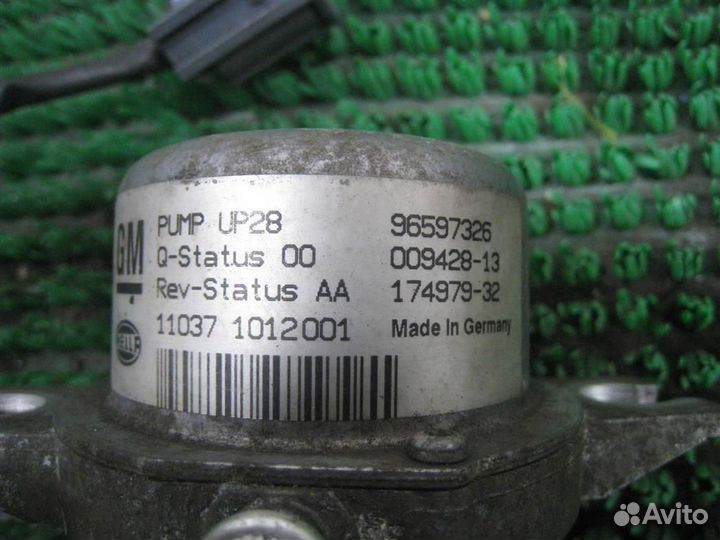 GM
PUMP UP28 96597326
Q-Status 00 009428-13
Rev-Status AA 174979-32
11037 1012001 Made in Germany
HELLA
Avito